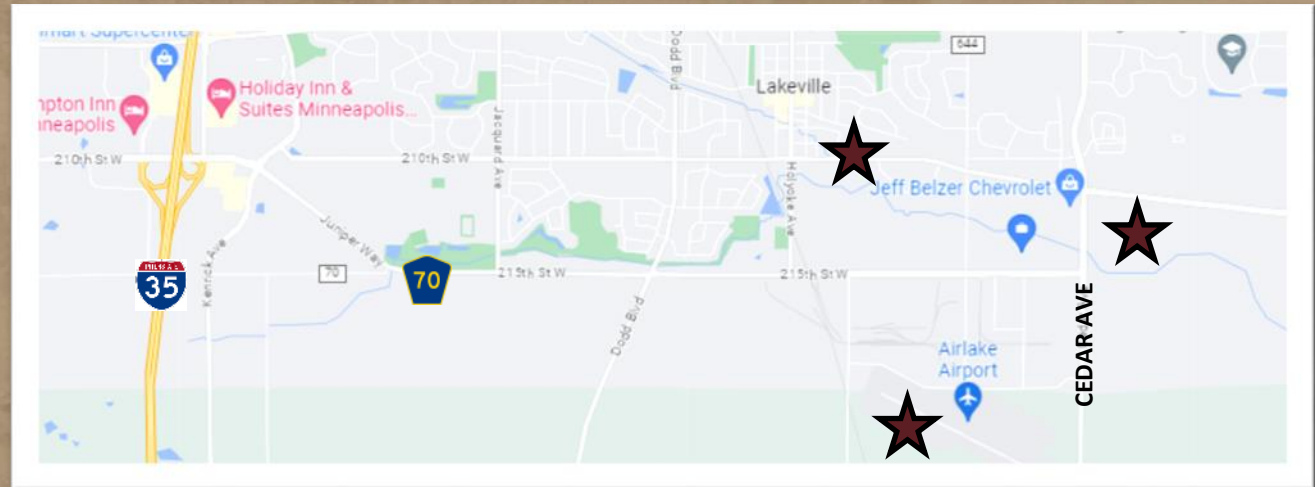 mart Supercente
Holiday Inn &
Suites Minneapolis...
mpton Inn
nneapolis
Dodd Blvd
644
Lakeville
210th St W
210th St W
Jacquard Ave
Holyoke Ave
Jeff Belzer Chevrolet
Juniper Way
Kenrick Ave
70
70
215th St W
215th St W
35
Dodd Blvd
CEDAR AVE
Airlake
Airport